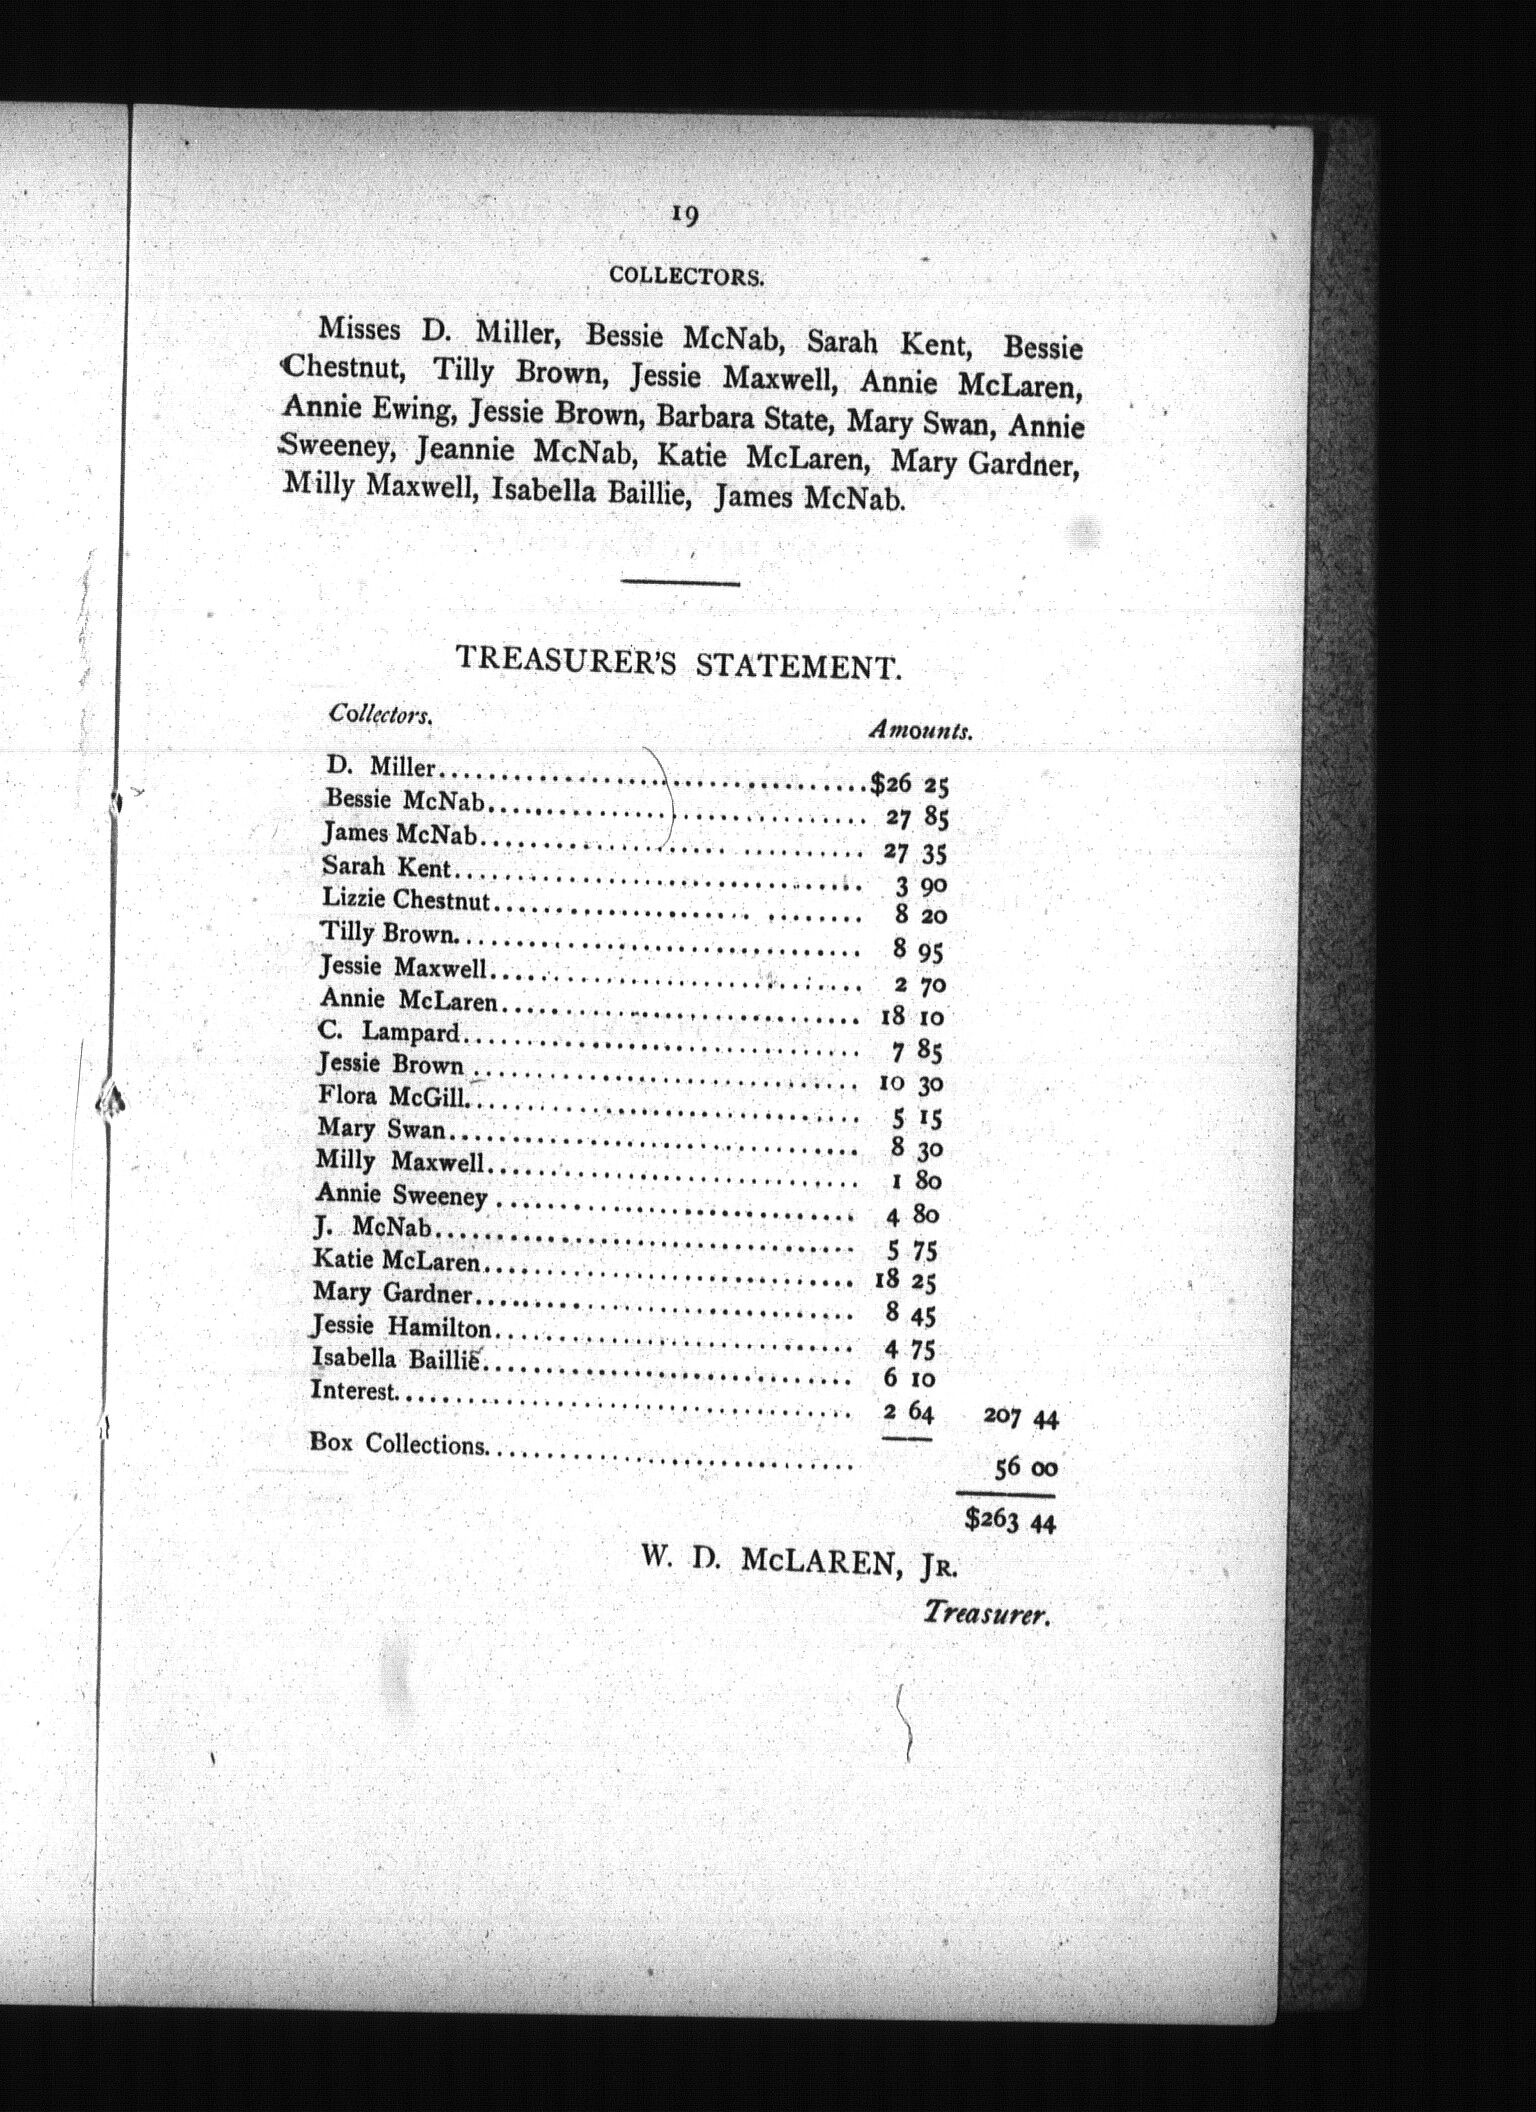 19
COLLECTORS.
Misses D. Miller, Bessie McNab, Sarah Kent, Bessie
Chestnut, Tilly Brown, Jessie Maxwell, Annie McLaren,
Annie Ewing, Jessie Brown, Barbara State, Mary Swan, Annie
Sweeney, Jeannie McNab, Katie McLaren, Mary Gardner,
Milly Maxwell, Isabella Baillie, James McNab.
TREASURER'S STATEMENT.
Collectors. Amounts.
D. Miller........................................$26 25
Bessie McNab.................................... 27 85
James McNab..................................... 27 35
Sarah Kent...................................... 3 90
Lizzie Chestnut................................. 8 20
Tilly Brown..................................... 8 95
Jessie Maxwell.................................. 2 70
Annie McLaren................................... 18 10
C. Lampard...................................... 7 85
Jessie Brown ................................... 10 30
Flora McGill.................................... 5 15
Mary Swan....................................... 8 30
Milly Maxwell................................... 1 80
Annie Sweeney .................................. 4 80
J. McNab........................................ 5 75
Katie McLaren................................... 18 25
Mary Gardner.................................... 8 45
Jessie Hamilton................................. 4 75
Isabella Baillie................................ 6 10
Interest........................................ 2 64 207 44
Box Collections................................. 56 00
$263 44
W. D. McLAREN, JR.
Treasurer.